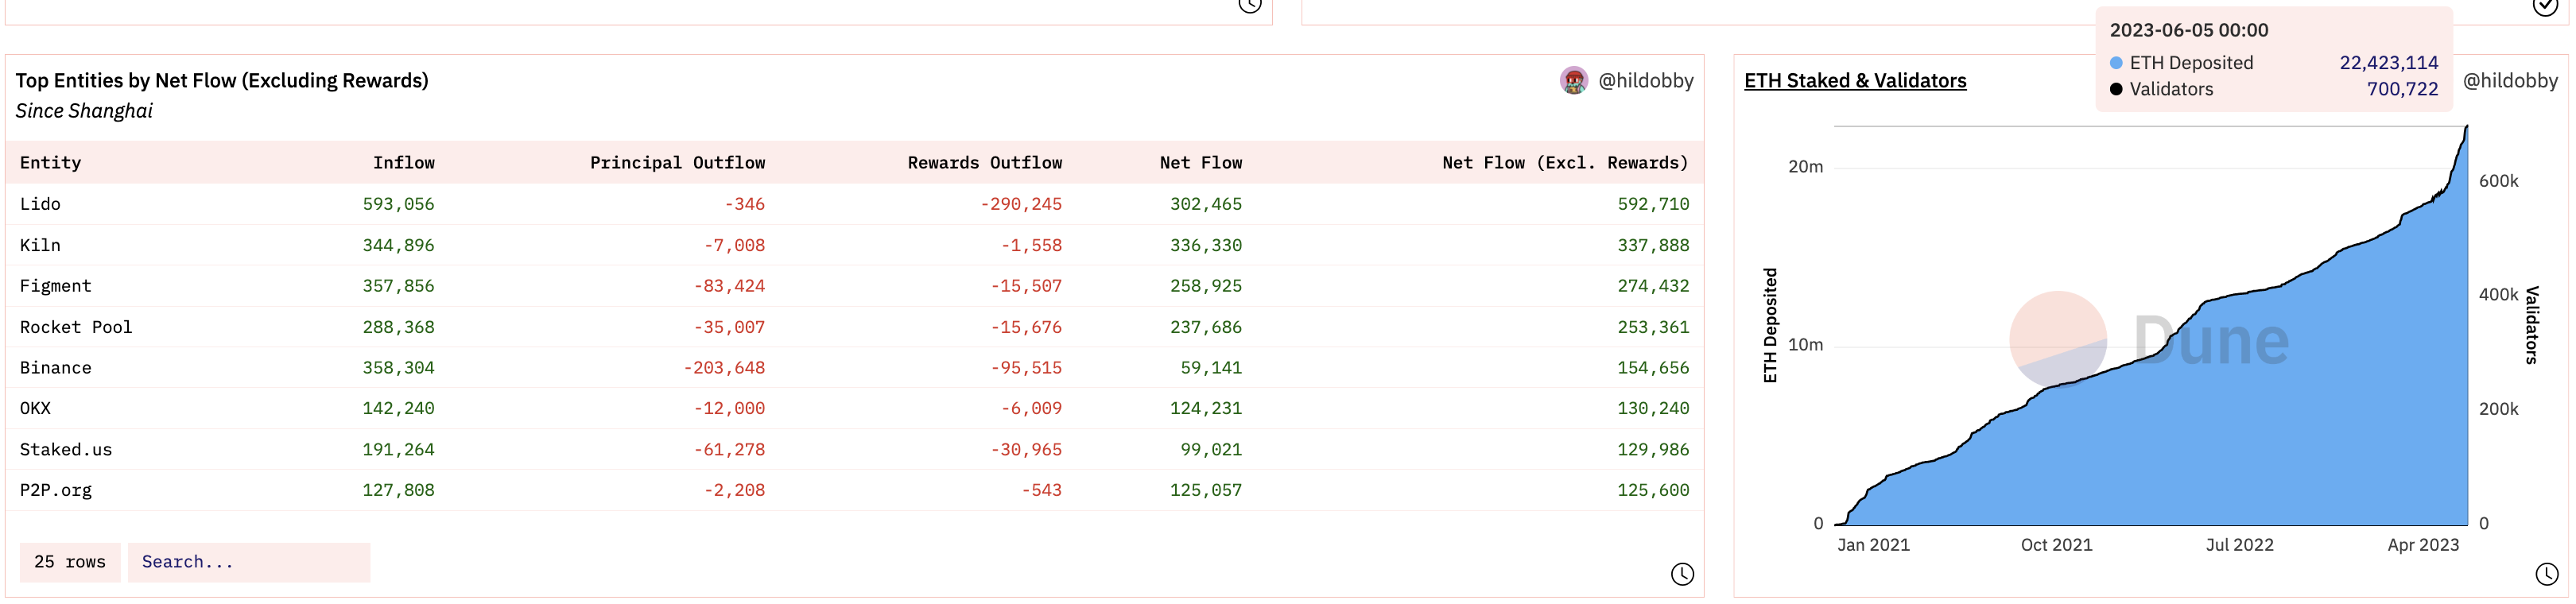 Top Entities by Net Flow (Excluding Rewards)
@hildobby
Since Shanghai
Entity Inflow Principal Outflow Rewards Outflow Net Flow Net Flow (Excl. Rewards)
Lido 593,056 -346 -290,245 302,465 592,710
Kiln 344,896 -7,008 -1,558 336,330 337,888
Figment 357,856 -83,424 -15,507 258,925 274,432
Rocket Pool 288,368 -35,007 -15,676 237,686 253,361
Binance 358,304 -203,648 -95,515 59,141 154,656
OKX 142,240 -12,000 -6,009 124,231 130,240
Staked.us 191,264 -61,278 -30,965 99,021 129,986
P2P.org 127,808 -2,208 -543 125,057 125,600
25 rows Search...
2023-06-05 00:00
ETH Deposited 22,423,114
Validators 700,722
ETH Staked & Validators
@hildobby
20m
10m
0
ETH Deposited
Dune
600k
400k
200k
0
Validators
Jan 2021 Oct 2021 Jul 2022 Apr 2023